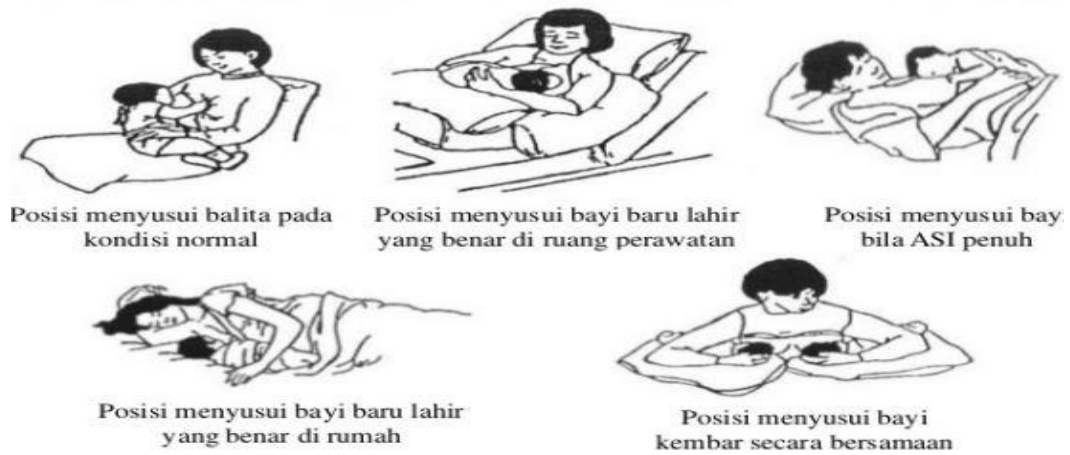 Posisi menyusui balita pada
kondisi normal
Posisi menyusui bayi baru lahir
yang benar di ruang perawatan
Posisi menyusui bay
bila ASI penuh
Posisi menyusui bayi baru lahir
yang benar di rumah
Posisi menyusui bayi
kembar secara bersamaan